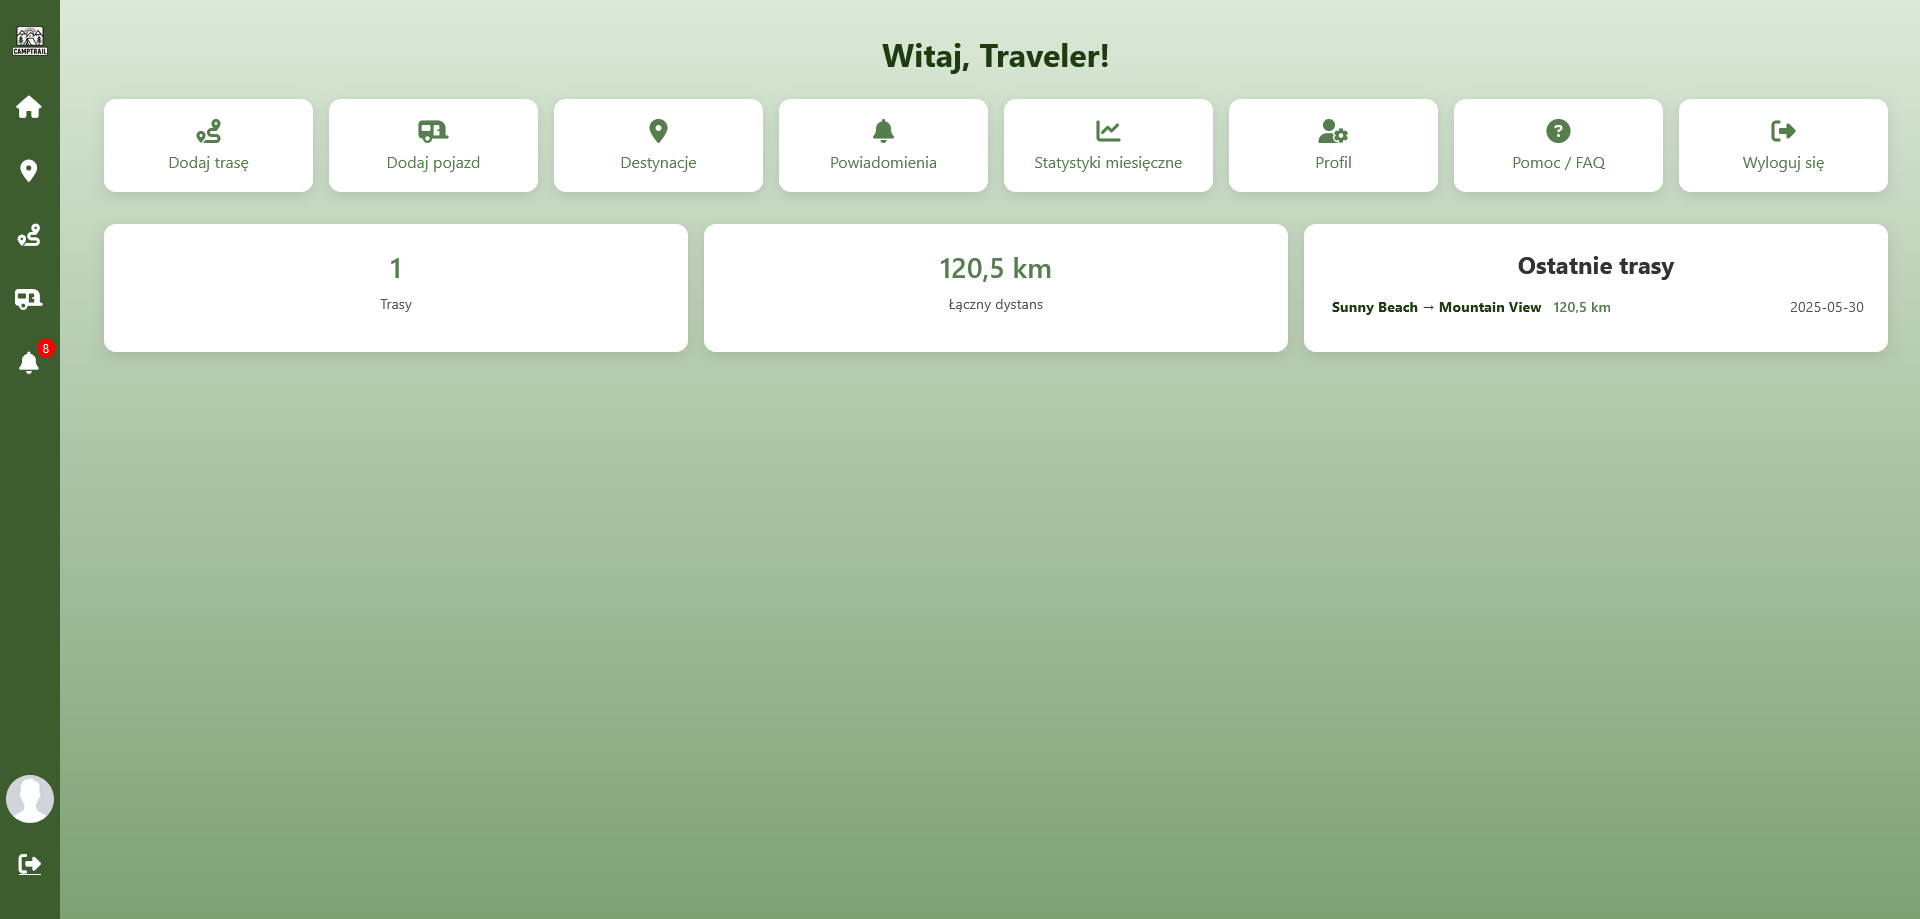 CAMPTRAIL
8
Witaj, Traveler!
Dodaj trasę
Dodaj pojazd
Destynacje
Powiadomienia
Statystyki miesięczne
Profil
Pomoc / FAQ
Wyloguj się
1
Trasy
120,5 km
Łączny dystans
Ostatnie trasy
Sunny Beach → Mountain View 120,5 km 2025-05-30